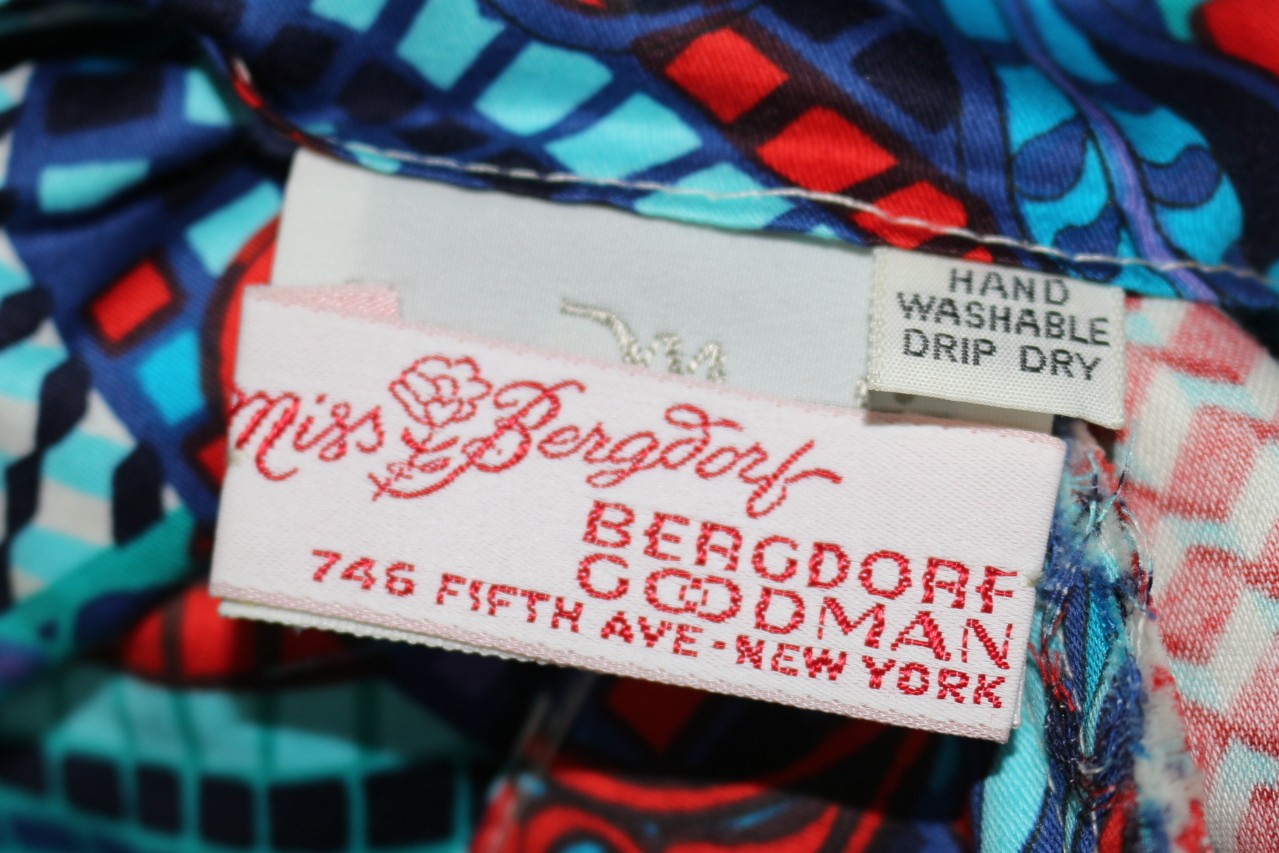 HAND
WASHABLE
DRIP DRY
Miss Bergdorf
BERGDORF
GOODMAN
746 FIFTH AVE-NEW YORK